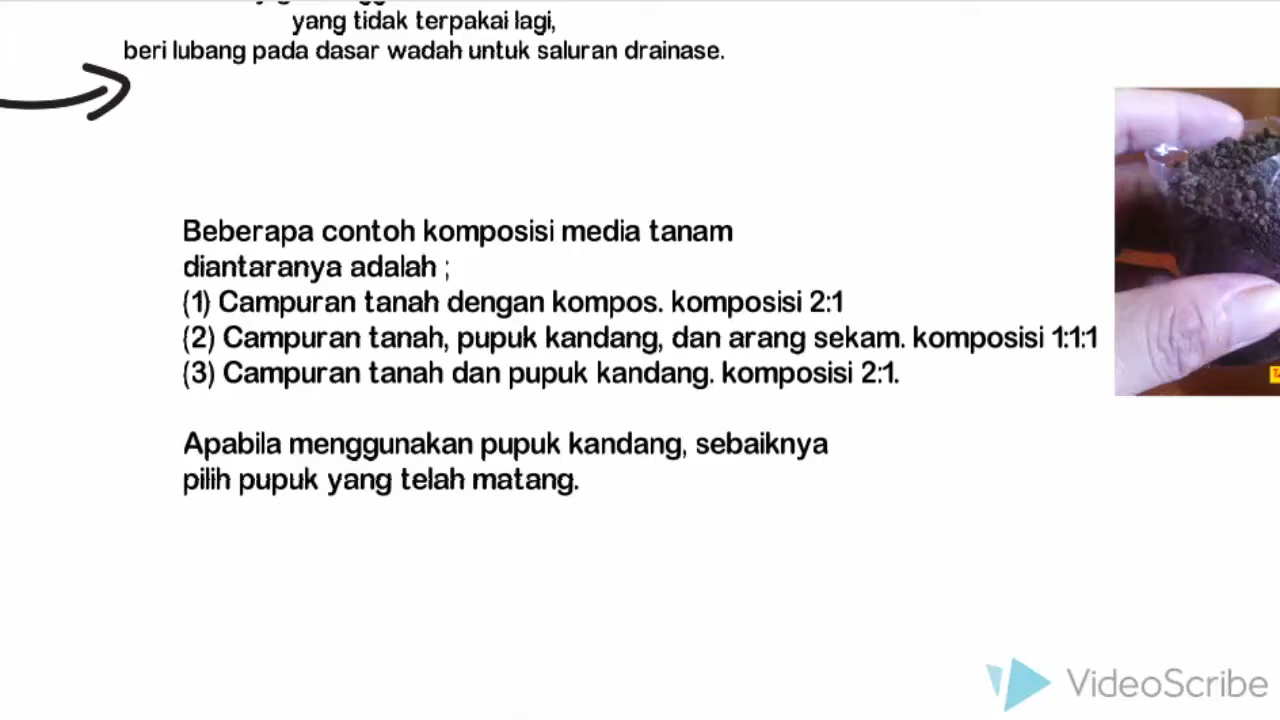 yang tidak terpakai lagi,
beri lubang pada dasar wadah untuk saluran drainase.
Beberapa contoh komposisi media tanam
diantaranya adalah ;
(1) Campuran tanah dengan kompos. komposisi 2:1
(2) Campuran tanah, pupuk kandang, dan arang sekam. komposisi 1:1:1
(3) Campuran tanah dan pupuk kandang. komposisi 2:1.
Apabila menggunakan pupuk kandang, sebaiknya
pilih pupuk yang telah matang.
VideoScribe